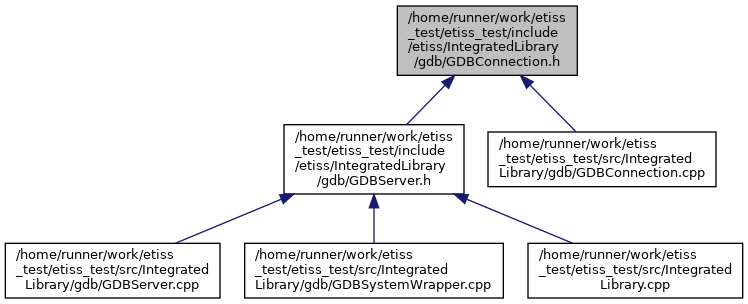 /home/runner/work/etiss
_test/etiss_test/include
/etiss/IntegratedLibrary
/gdb/GDBConnection.h
/home/runner/work/etiss
_test/etiss_test/include
/etiss/IntegratedLibrary
/gdb/GDBServer.h
/home/runner/work/etiss
_test/etiss_test/src/Integrated
Library/gdb/GDBConnection.cpp
/home/runner/work/etiss
_test/etiss_test/src/Integrated
Library/gdb/GDBServer.cpp
/home/runner/work/etiss
_test/etiss_test/src/Integrated
Library/gdb/GDBSystemWrapper.cpp
/home/runner/work/etiss
_test/etiss_test/src/Integrated
Library.cpp